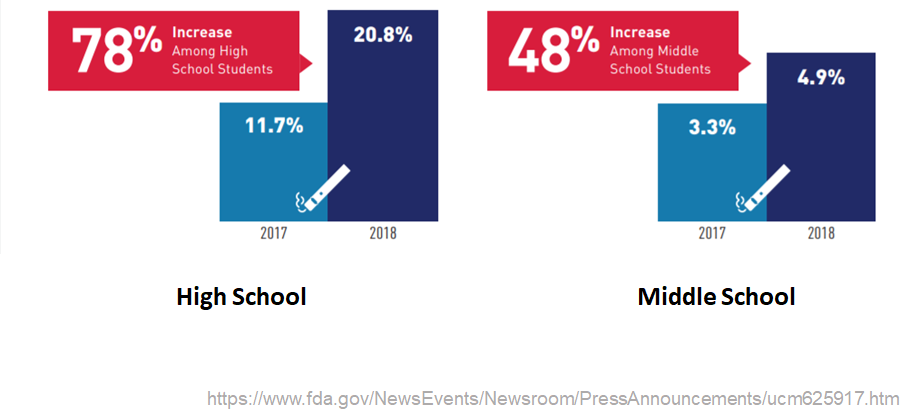 78% Increase
Among High
School Students
20.8%
11.7%
2017 2018
High School
48% Increase
Among Middle
School Students
4.9%
3.3%
2017 2018
Middle School
https://www.fda.gov/NewsEvents/Newsroom/PressAnnouncements/ucm625917.htm